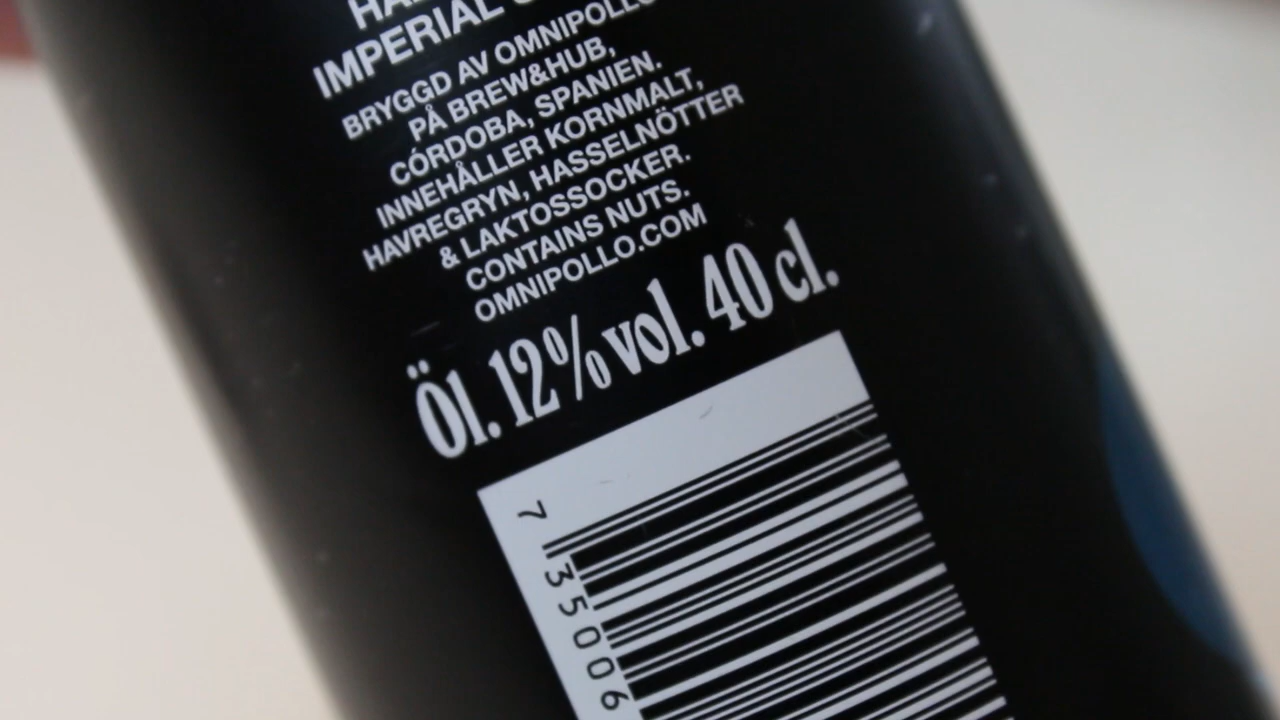 IMPERIAL
BRYGGD AV OMNIPOLLO
PÅ BREW&HUB,
CÓRDOBA, SPANIEN.
INNEHÅLLER KORNMALT,
HAVREGRYN, HASSELNÖTTER
& LAKTOSSOCKER.
CONTAINS NUTS.
OMNIPOLLO.COM
Öl. 12% vol. 40 cl.
7 35006